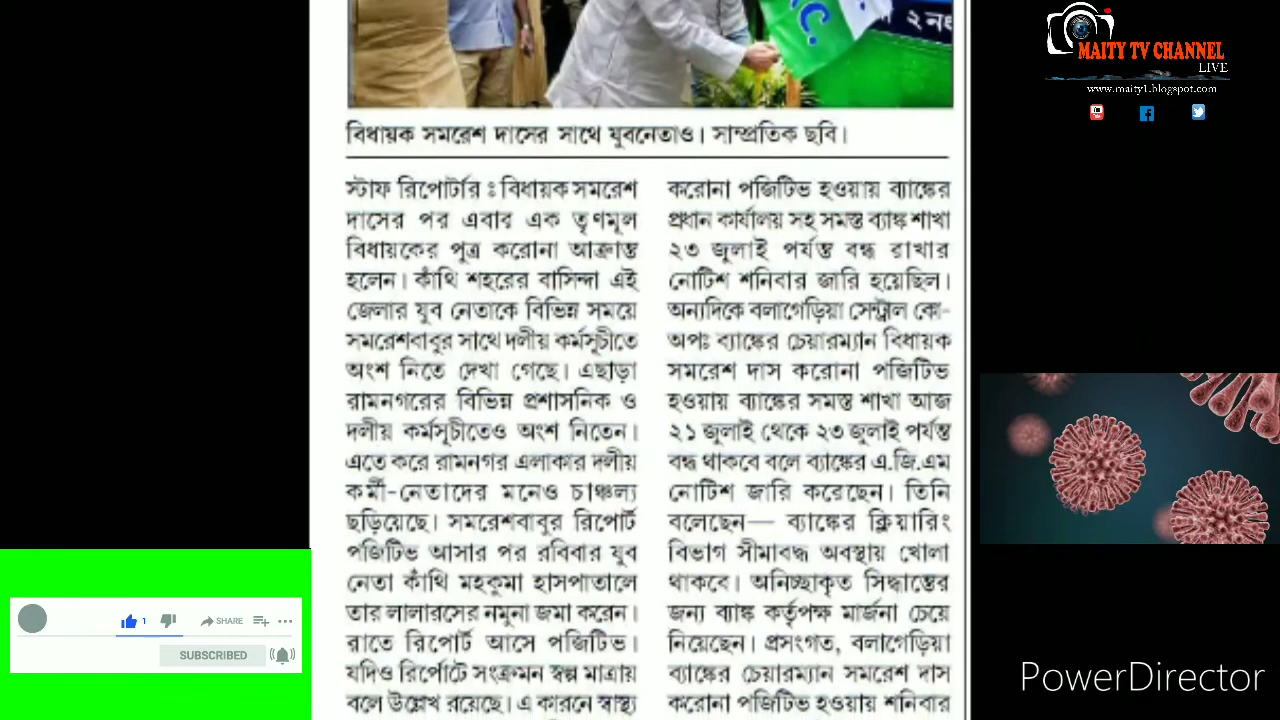 C.
২ নং
বিধায়ক সমরেশ দাসের সাথে যুবনেতাও। সাম্প্রতিক ছবি।
স্টাফ রিপোর্টার ঃ বিধায়ক সমরেশ
দাসের পর এবার এক তৃণমূল
বিধায়কের পুত্র করোনা আক্রান্ত
হলেন। কাঁথি শহরের বাসিন্দা এই
জেলার যুব নেতাকে বিভিন্ন সময়ে
সমরেশবাবুর সাথে দলীয় কর্মসূচীতে
অংশ নিতে দেখা গেছে। এছাড়া
রামনগরের বিভিন্ন প্রশাসনিক ও
দলীয় কর্মসূচীতেও অংশ নিতেন।
এতে করে রামনগর এলাকার দলীয়
কর্মী-নেতাদের মনেও চাঞ্চল্য
ছড়িয়েছে। সমরেশবাবুর রিপোর্ট
পজিটিভ আসার পর রবিবার যুব
নেতা কাঁথি মহকুমা হাসপাতালে
তার লালারসের নমুনা জমা করেন।
রাতে রিপোর্ট আসে পজিটিভ।
যদিও রির্পোটে সংক্রমন স্বল্প মাত্রায়
বলে উল্লেখ রয়েছে। এ কারনে স্বাস্থ্য
করোনা পজিটিভ হওয়ায় ব্যাঙ্কের
প্রধান কার্যালয় সহ সমস্ত ব্যাঙ্ক শাখা
২৩ জুলাই পর্যন্ত বন্ধ রাখার
নোটিশ শনিবার জারি হয়েছিল।
অন্যদিকে বলাগেড়িয়া সেন্ট্রাল কো-
অপঃ ব্যাঙ্কের চেয়ারম্যান বিধায়ক
সমরেশ দাস করোনা পজিটিভ
হওয়ায় ব্যাঙ্কের সমস্ত শাখা আজ
২১ জুলাই থেকে ২৩ জুলাই পর্যন্ত
বন্ধ থাকবে বলে ব্যাঙ্কের এ.জি.এম
নোটিশ জারি করেছেন। তিনি
বলেছেন— ব্যাঙ্কের ক্লিয়ারিং
বিভাগ সীমাবদ্ধ অবস্থায় খোলা
থাকবে। অনিচ্ছাকৃত সিদ্ধান্তের
জন্য ব্যাঙ্ক কর্তৃপক্ষ মার্জনা চেয়ে
নিয়েছেন। প্রসংগত, বলাগেড়িয়া
ব্যাঙ্কের চেয়ারম্যান সমরেশ দাস
করোনা পজিটিভ হওয়ায় শনিবার
MAITY TV CHANNEL
LIVE
www.maity1.blogspot.com
1
SHARE
SUBSCRIBED
PowerDirector